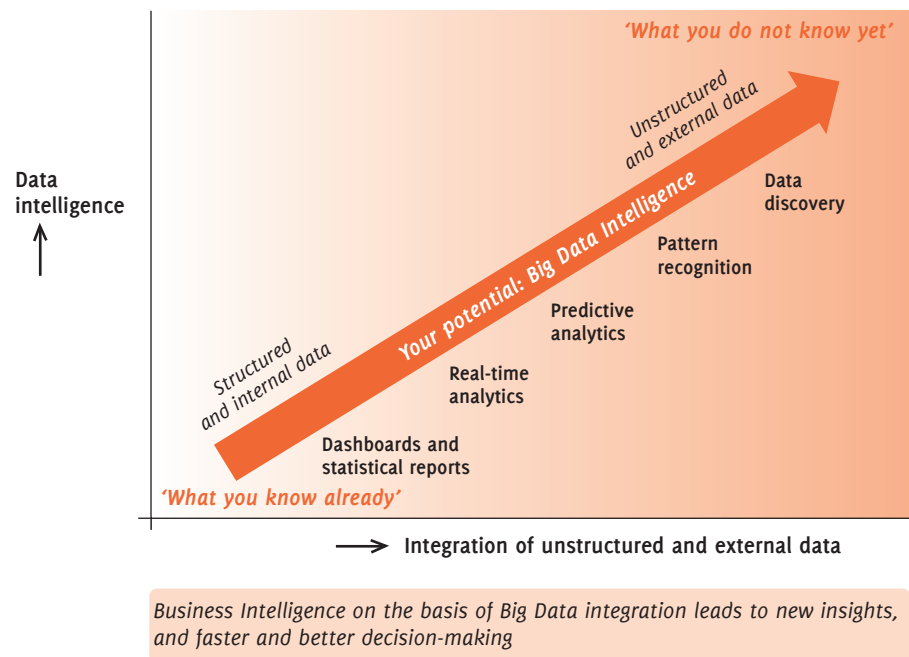 'What you do not know yet'
Unstructured
and external data
Data
intelligence
Data
discovery
Your potential: Big Data Intelligence
Pattern
recognition
Predictive
analytics
Structured
and internal data
Real-time
analytics
Dashboards and
statistical reports
'What you know already'
Integration of unstructured and external data
Business Intelligence on the basis of Big Data integration leads to new insights,
and faster and better decision-making